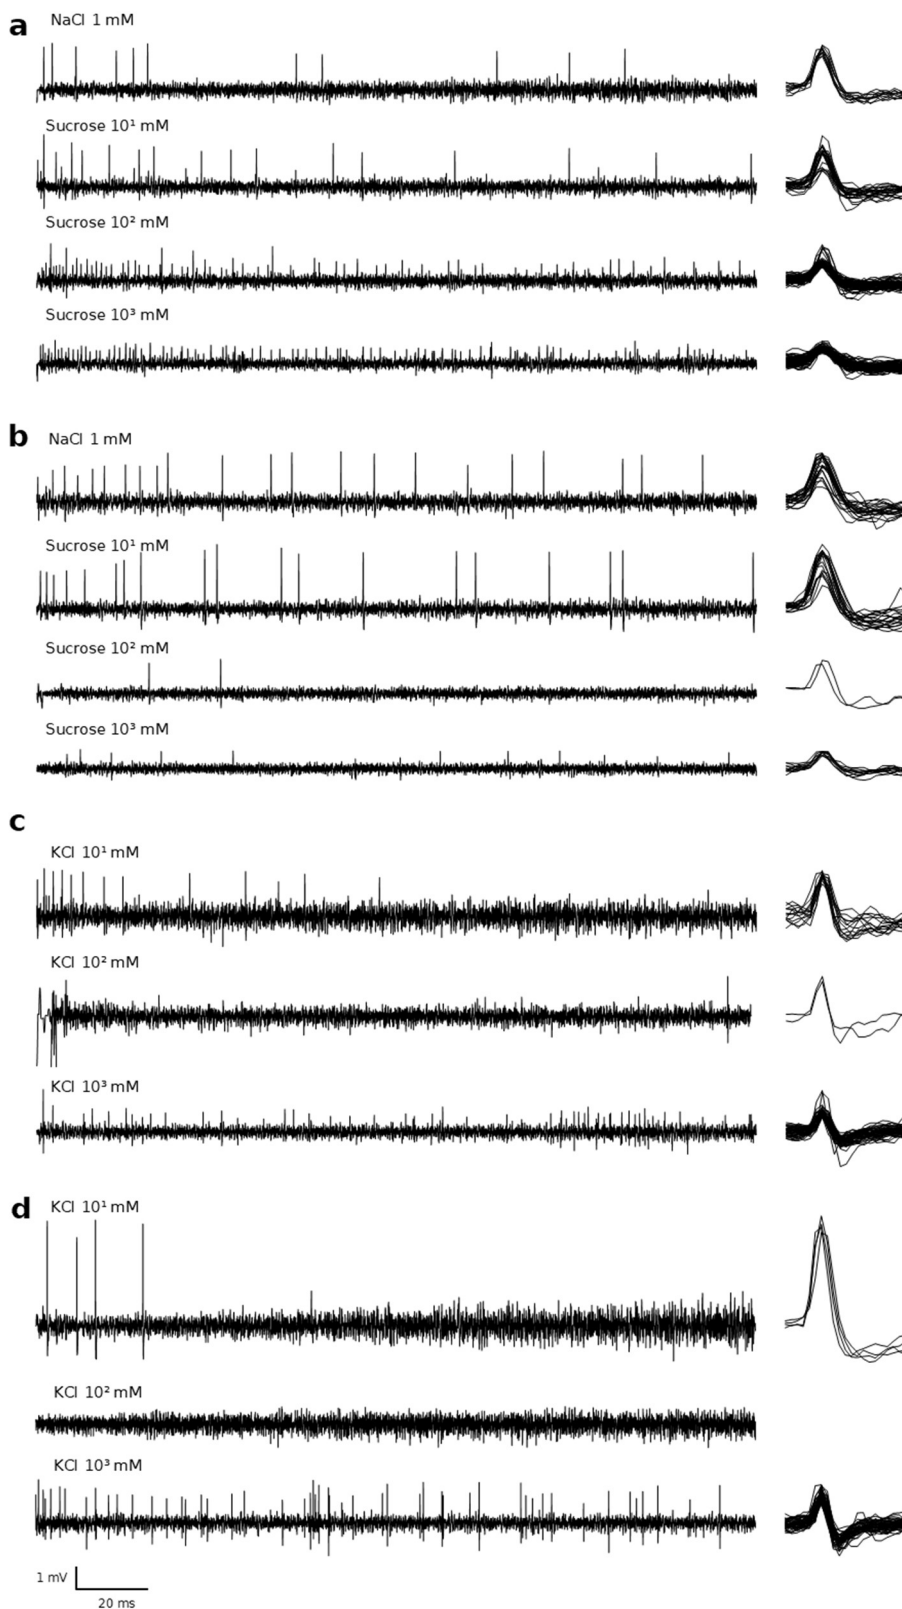 a
NaCl 1 mM
Sucrose 10¹ mM
Sucrose 10² mM
Sucrose 10³ mM
b
NaCl 1 mM
Sucrose 10¹ mM
Sucrose 10² mM
Sucrose 10³ mM
c
KCl 10¹ mM
KCl 10² mM
KCl 10³ mM
d
KCl 10¹ mM
KCl 10² mM
KCl 10³ mM
1 mV
20 ms